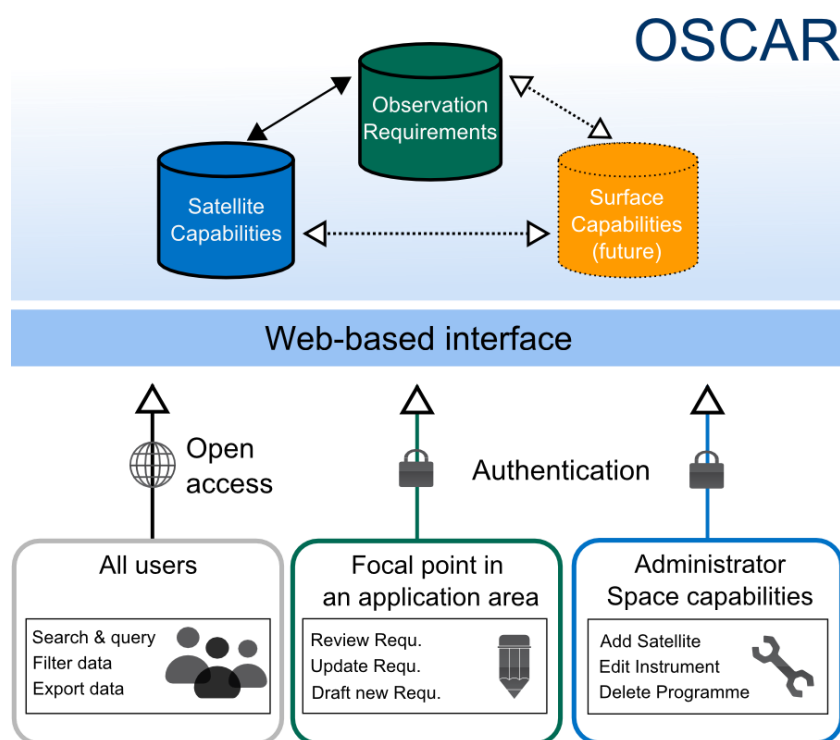 OSCAR
Observation
Requirements
Satellite
Capabilities
Surface
Capabilities
(future)
Web-based interface
Open
access
Authentication
All users
Search & query
Filter data
Export data
Focal point in
an application area
Review Requ.
Update Requ.
Draft new Requ.
Administrator
Space capabilities
Add Satellite
Edit Instrument
Delete Programme